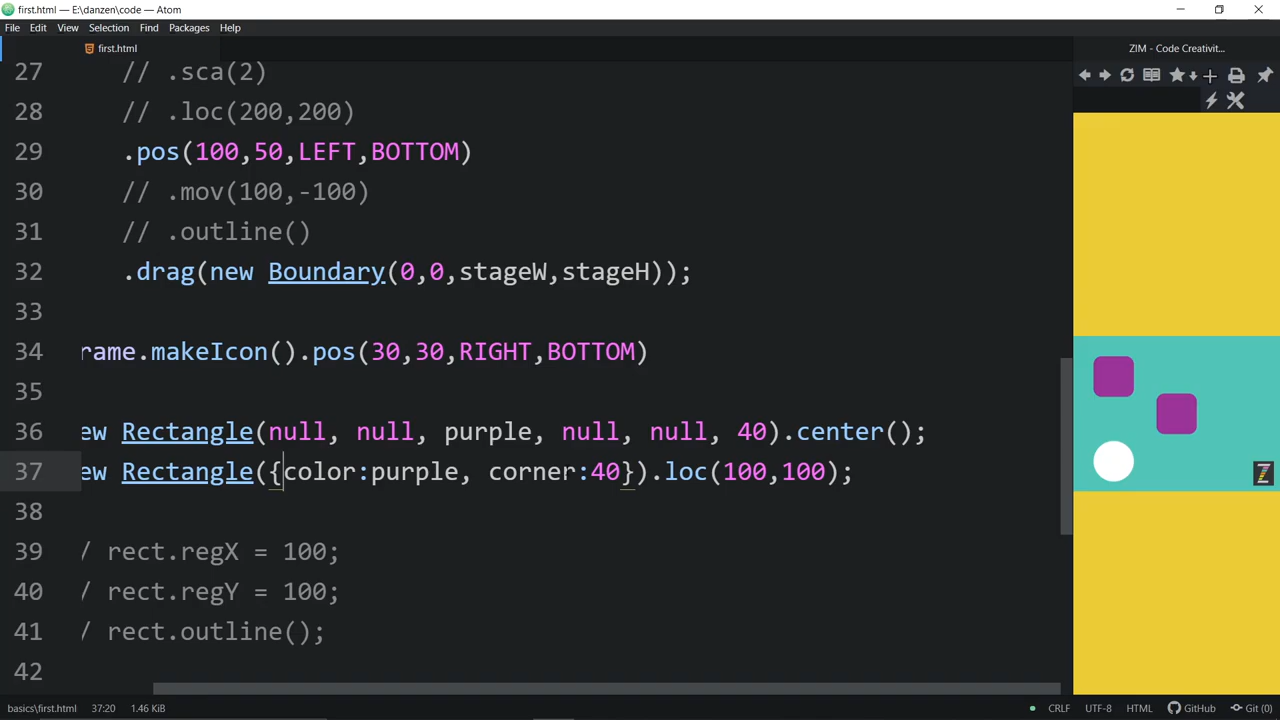 first.html — E:\danzen\code — Atom
File Edit View Selection Find Packages Help
first.html
ZIM - Code Creativit...
27 // .sca(2)
28 // .loc(200,200)
29 .pos(100,50,LEFT,BOTTOM)
30 // .mov(100,-100)
31 // .outline()
32 .drag(new Boundary(0,0,stageW,stageH));
33
34 rame.makeIcon().pos(30,30,RIGHT,BOTTOM)
35
36 ew Rectangle(null, null, purple, null, null, 40).center();
37 ew Rectangle({color:purple, corner:40}).loc(100,100);
38
39 / rect.regX = 100;
40 / rect.regY = 100;
41 / rect.outline();
42
Z
basics\first.html 37:20 1.46 KiB CRLF UTF-8 HTML GitHub Git (0)